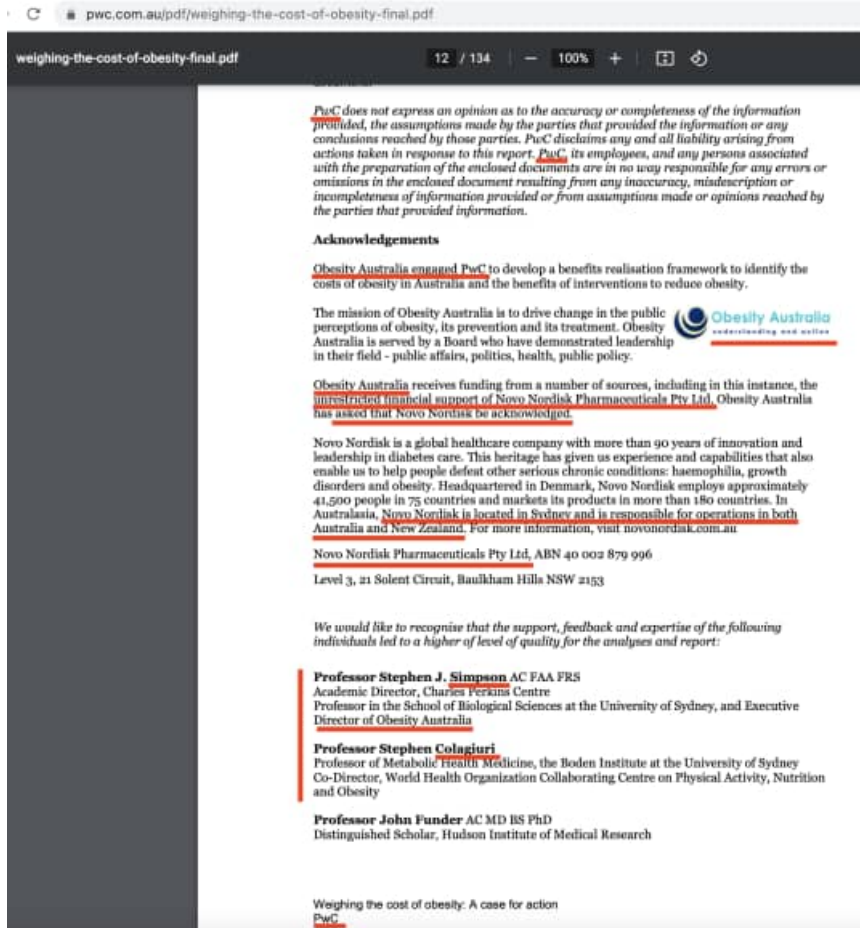 pwc.com.au/pdf/weighing-the-cost-of-obesity-final.pdf
weighing-the-cost-of-obesity-final.pdf 12 / 134 — 100% +
PwC does not express an opinion as to the accuracy or completeness of the information
provided, the assumptions made by the parties that provided the information or any
conclusions reached by those parties. PwC disclaims any and all liability arising from
actions taken in response to this report. PwC, its employees, and any persons associated
with the preparation of the enclosed documents are in no way responsible for any errors or
omissions in the enclosed document resulting from any inaccuracy, misdescription or
incompleteness of information provided or from assumptions made or opinions reached by
the parties that provided information.
Acknowledgements
Obesity Australia engaged PwC to develop a benefits realisation framework to identify the
costs of obesity in Australia and the benefits of interventions to reduce obesity.
The mission of Obesity Australia is to drive change in the public
perceptions of obesity, its prevention and its treatment. Obesity
Australia is served by a Board who have demonstrated leadership
in their field - public affairs, politics, health, public policy.
Obesity Australia
understanding and action
Obesity Australia receives funding from a number of sources, including in this instance, the
unrestricted financial support of Novo Nordisk Pharmaceuticals Pty Ltd. Obesity Australia
has asked that Novo Nordisk be acknowledged.
Novo Nordisk is a global healthcare company with more than 90 years of innovation and
leadership in diabetes care. This heritage has given us experience and capabilities that also
enable us to help people defeat other serious chronic conditions: haemophilia, growth
disorders and obesity. Headquartered in Denmark, Novo Nordisk employs approximately
41,500 people in 75 countries and markets its products in more than 180 countries. In
Australasia, Novo Nordisk is located in Sydney and is responsible for operations in both
Australia and New Zealand. For more information, visit novonordisk.com.au
Novo Nordisk Pharmaceuticals Pty Ltd, ABN 40 002 879 996
Level 3, 21 Solent Circuit, Baulkham Hills NSW 2153
We would like to recognise that the support, feedback and expertise of the following
individuals led to a higher of level of quality for the analyses and report:
Professor Stephen J. Simpson AC FAA FRS
Academic Director, Charles Perkins Centre
Professor in the School of Biological Sciences at the University of Sydney, and Executive
Director of Obesity Australia
Professor Stephen Colagiuri
Professor of Metabolic Health Medicine, the Boden Institute at the University of Sydney
Co-Director, World Health Organization Collaborating Centre on Physical Activity, Nutrition
and Obesity
Professor John Funder AC MD BS PhD
Distinguished Scholar, Hudson Institute of Medical Research
Weighing the cost of obesity: A case for action
PwC